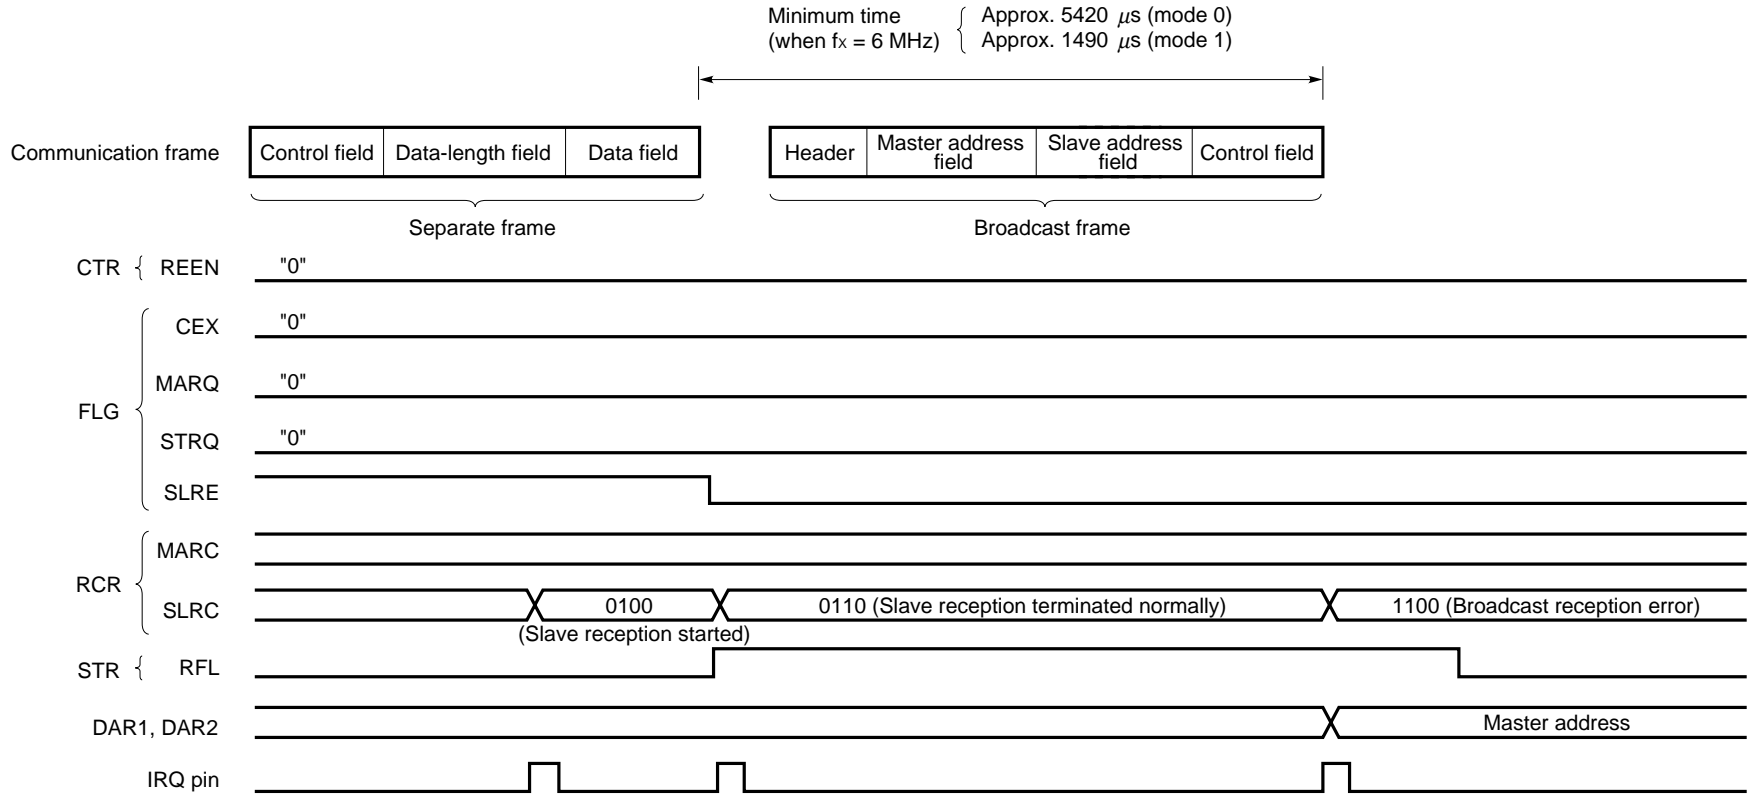 Minimum time
(when fx = 6 MHz)
Approx. 5420 μs (mode 0)
Approx. 1490 μs (mode 1)
Communication frame
Control field
Data-length field
Data field
Header
Master address
field
Slave address
field
Control field
Separate frame
Broadcast frame
CTR { REEN "0"
CEX "0"
MARQ "0"
FLG
STRQ "0"
SLRE
MARC
RCR
SLRC
0100
0110 (Slave reception terminated normally)
1100 (Broadcast reception error)
(Slave reception started)
STR { RFL
DAR1, DAR2
Master address
IRQ pin